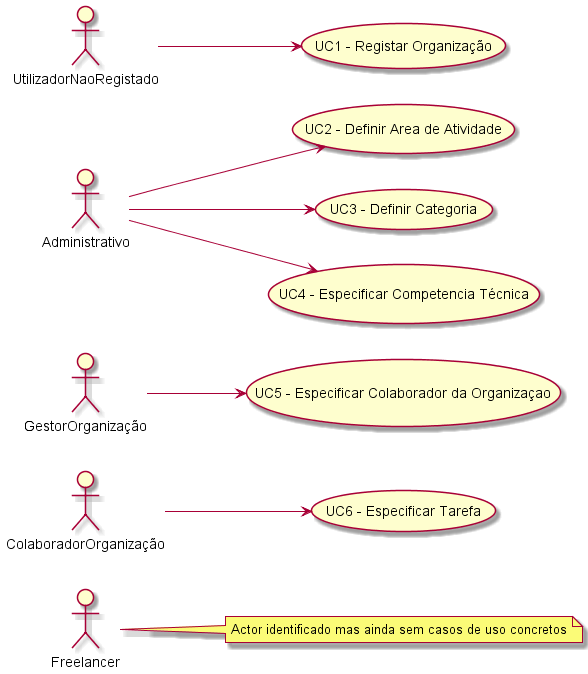 UtilizadorNaoRegistado
UC1 - Registar Organização
UC2 - Definir Area de Atividade
Administrativo
UC3 - Definir Categoria
UC4 - Especificar Competencia Técnica
GestorOrganização
UC5 - Especificar Colaborador da Organizaçao
ColaboradorOrganização
UC6 - Especificar Tarefa
Freelancer
Actor identificado mas ainda sem casos de uso concretos